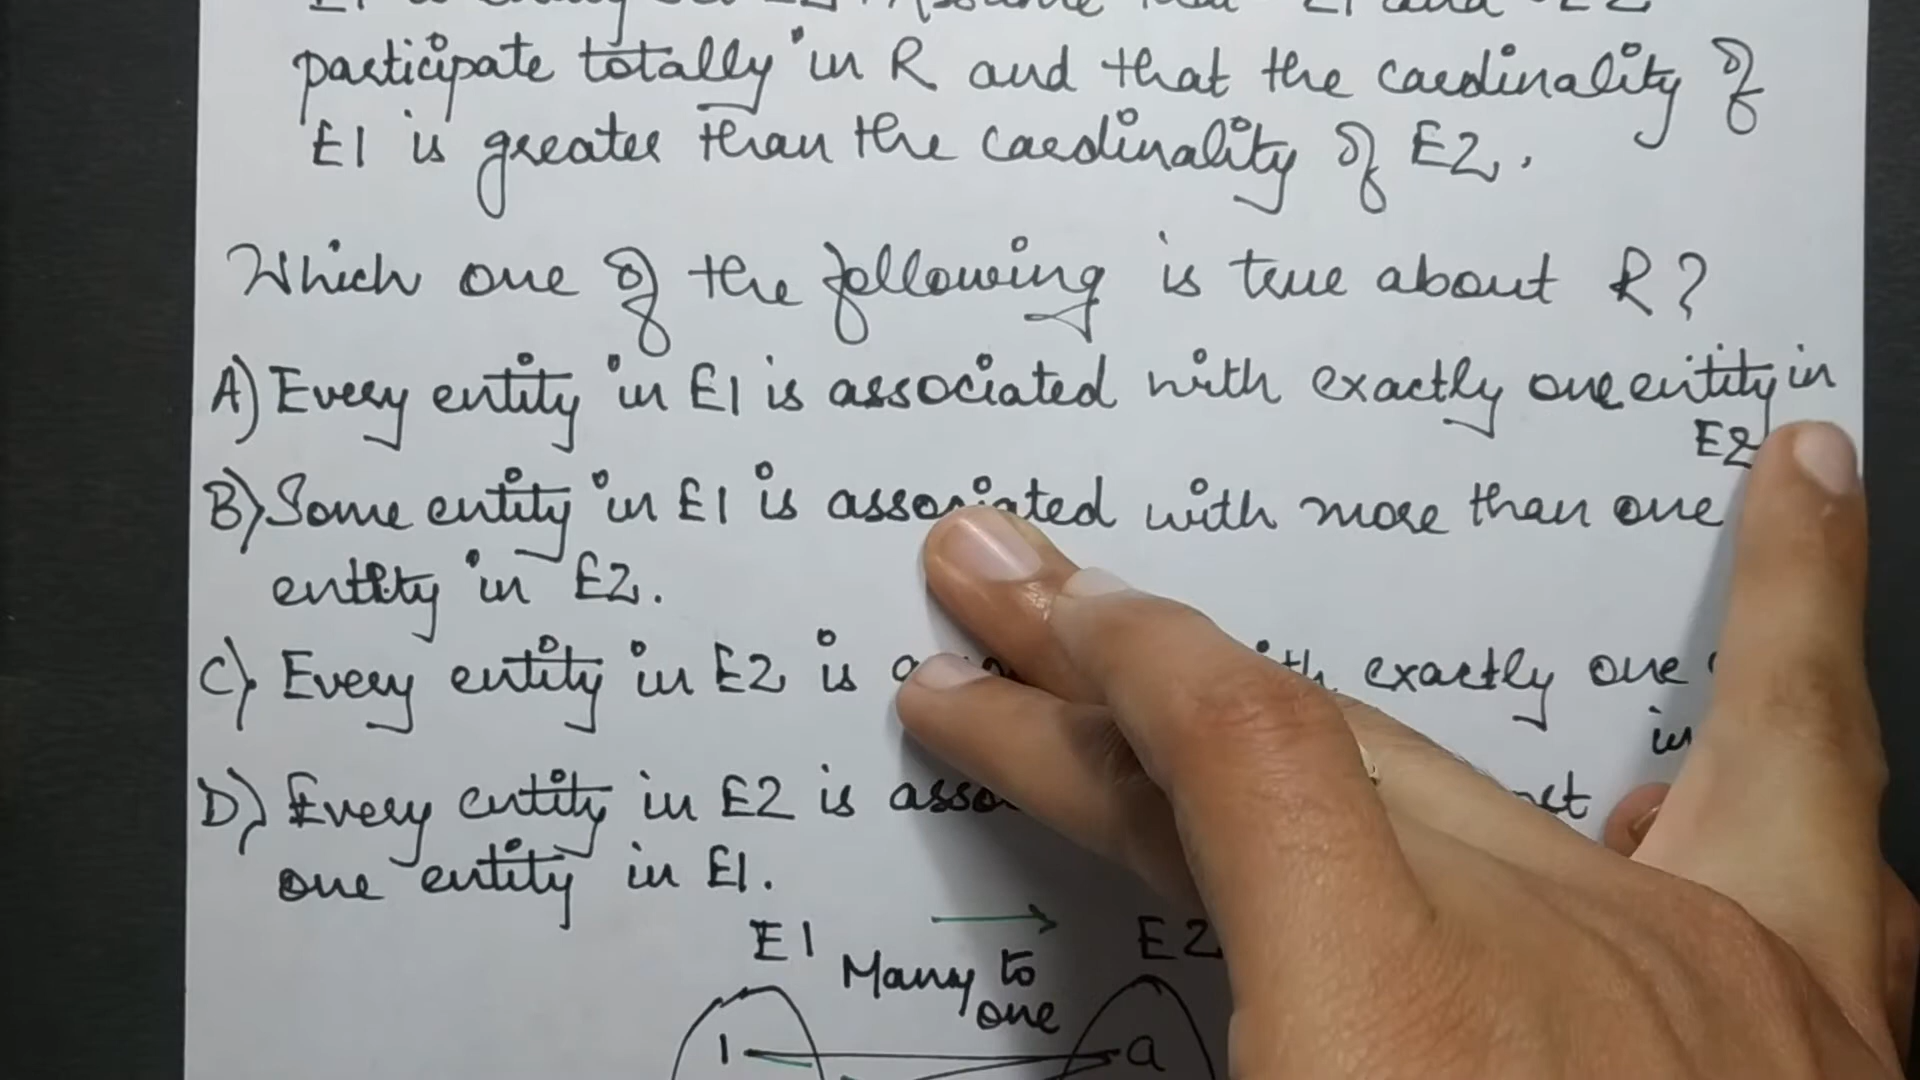 participate totally in R and that the cardinality of
E1 is greater than the cardinality of E2.
Which one of the following is true about R?
A) Every entity in E1 is associated with exactly one entity in
E2
B) Some entity in E1 is associated with more than one
entity in E2.
C) Every entity in E2 is exactly one
in
D) Every entity in E2 is
one entity in E1.
E1 Many to one E2
1 a